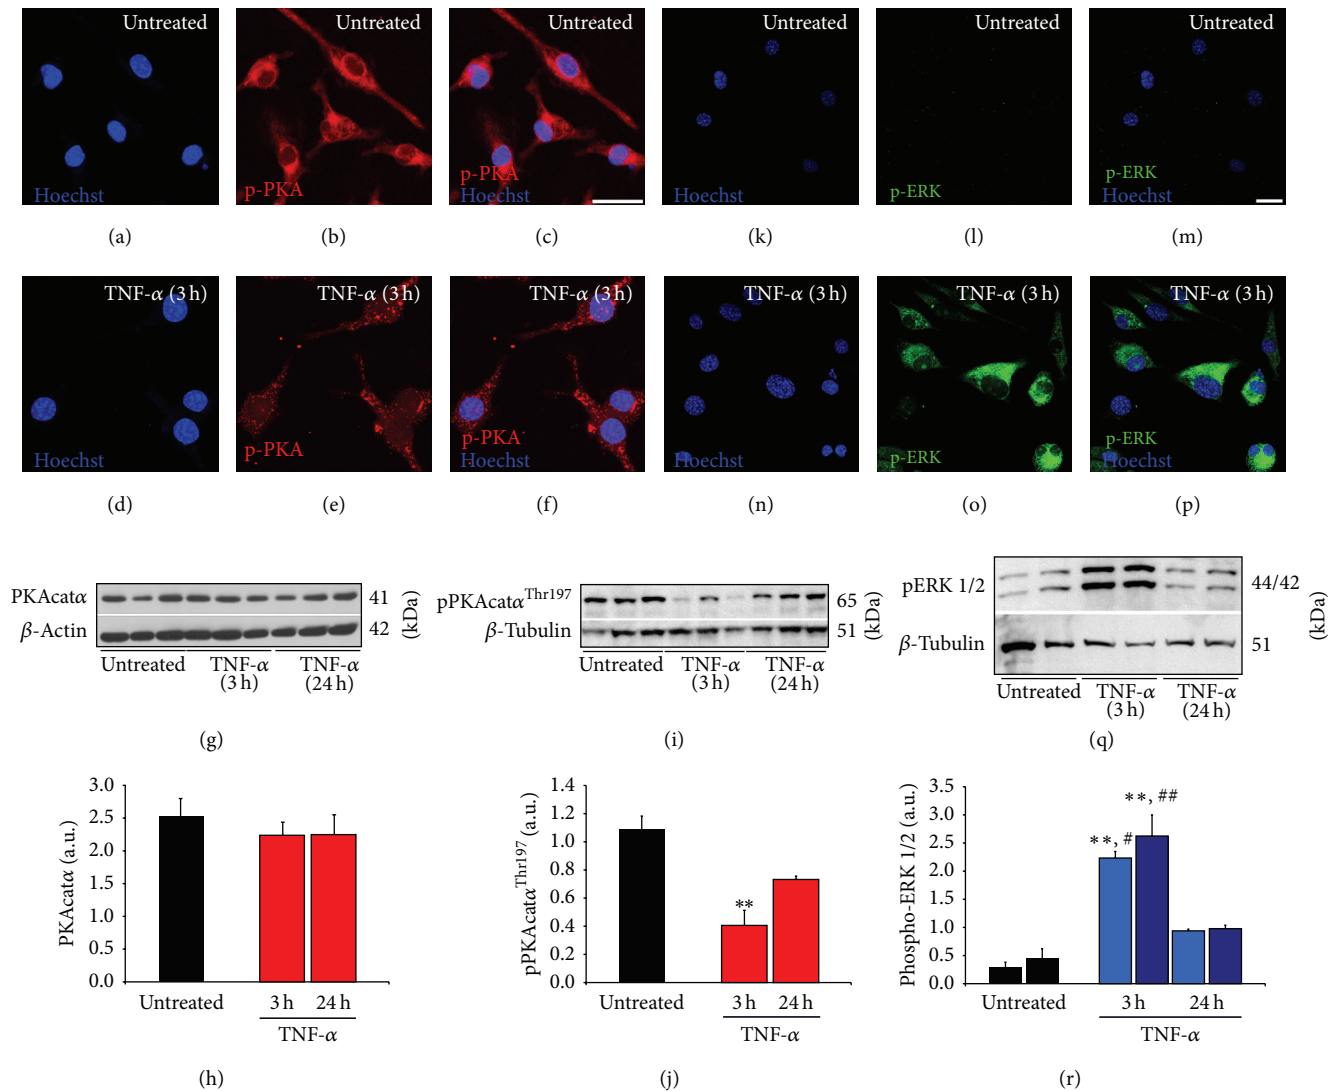 Untreated
Hoechst
(a)
Untreated
p-PKA
(b)
Untreated
p-PKA
Hoechst
(c)
Untreated
Hoechst
(k)
Untreated
p-ERK
(l)
Untreated
p-ERK
Hoechst
(m)
TNF-α (3 h)
Hoechst
(d)
TNF-α (3 h)
p-PKA
(e)
TNF-α (3 h)
p-PKA
Hoechst
(f)
TNF-α (3 h)
Hoechst
(n)
TNF-α (3 h)
p-ERK
(o)
TNF-α (3 h)
p-ERK
Hoechst
(p)
PKAcatα
41
β-Actin
42
(kDa)
Untreated
TNF-α
(3 h)
TNF-α
(24 h)
(g)
pPKAcatα^Thr197
65
β-Tubulin
51
(kDa)
Untreated
TNF-α
(3 h)
TNF-α
(24 h)
(i)
pERK 1/2
44/42
β-Tubulin
51
(kDa)
Untreated
TNF-α
(3 h)
TNF-α
(24 h)
(q)
PKAcatα (a.u.)
3.0
2.5
2.0
1.5
1.0
0.5
0.0
Untreated
3 h
24 h
TNF-α
(h)
pPKAcatα^Thr197 (a.u.)
1.4
1.2
1.0
0.8
0.6
0.4
0.2
0.0
**
Untreated
3 h
24 h
TNF-α
(j)
Phospho-ERK 1/2 (a.u.)
3.5
3.0
2.5
2.0
1.5
1.0
0.5
0.0
**, #
**, ##
Untreated
3 h
24 h
TNF-α
(r)